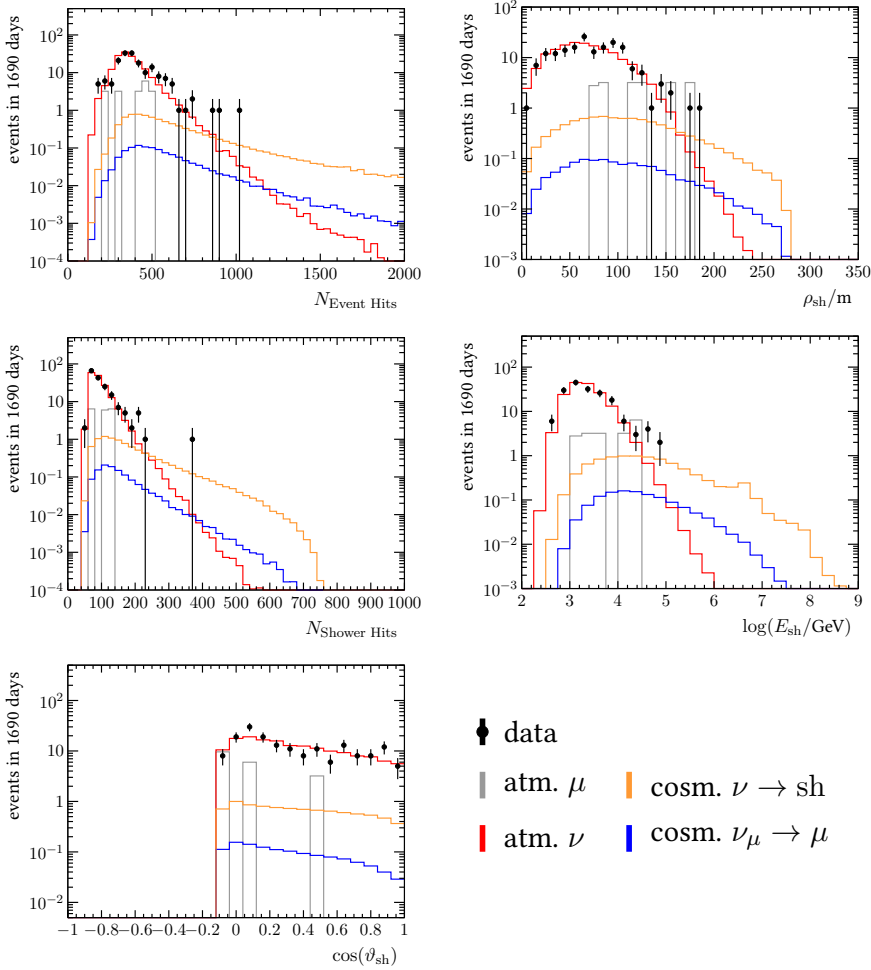 events in 1690 days
10²
10
1
10⁻¹
10⁻²
10⁻³
10⁻⁴
0 500 1000 1500 2000
N_Event Hits
events in 1690 days
10²
10
1
10⁻¹
10⁻²
10⁻³
0 50 100 150 200 250 300 350
ρ_sh/m
events in 1690 days
10²
10
1
10⁻¹
10⁻²
10⁻³
10⁻⁴
0 100 200 300 400 500 600 700 800 900 1000
N_Shower Hits
events in 1690 days
10²
10
1
10⁻¹
10⁻²
10⁻³
2 3 4 5 6 7 8 9
log(E_sh/GeV)
events in 1690 days
10²
10
1
10⁻¹
10⁻²
−1 −0.8 −0.6 −0.4 −0.2 0 0.2 0.4 0.6 0.8 1
cos(ϑ_sh)
data
atm. μ
cosm. ν → sh
atm. ν
cosm. ν_μ → μ